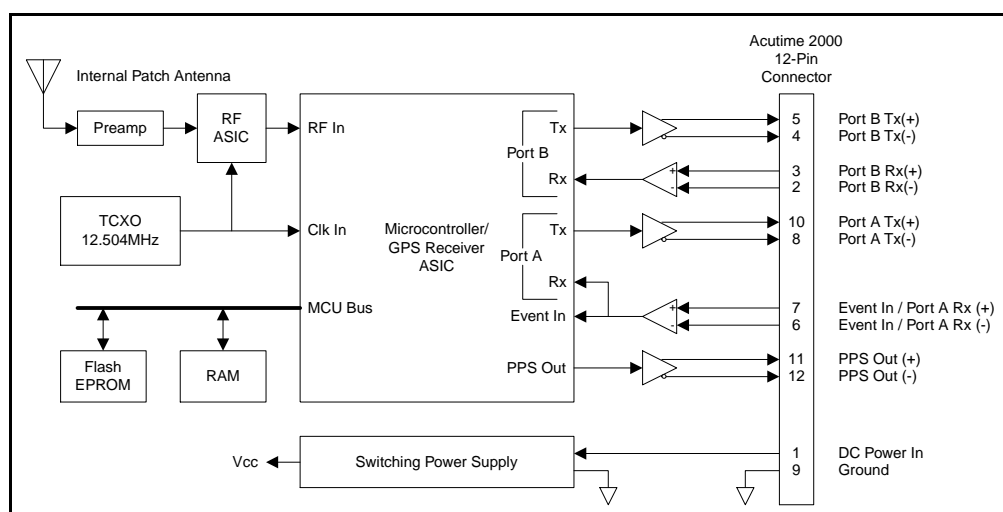 Acutime 2000
12-Pin
Connector
Internal Patch Antenna
Preamp
RF
ASIC
RF In
Tx
Port B
Rx
5 Port B Tx(+)
4 Port B Tx(-)
+ 3 Port B Rx(+)
- 2 Port B Rx(-)
TCXO
12.504MHz
Clk In
Microcontroller/
GPS Receiver
ASIC
Tx
Port A
Rx
10 Port A Tx(+)
8 Port A Tx(-)
MCU Bus
Event In
+ 7 Event In / Port A Rx (+)
- 6 Event In / Port A Rx (-)
Flash
EPROM
RAM
PPS Out
11 PPS Out (+)
12 PPS Out (-)
Vcc
Switching Power Supply
1 DC Power In
9 Ground